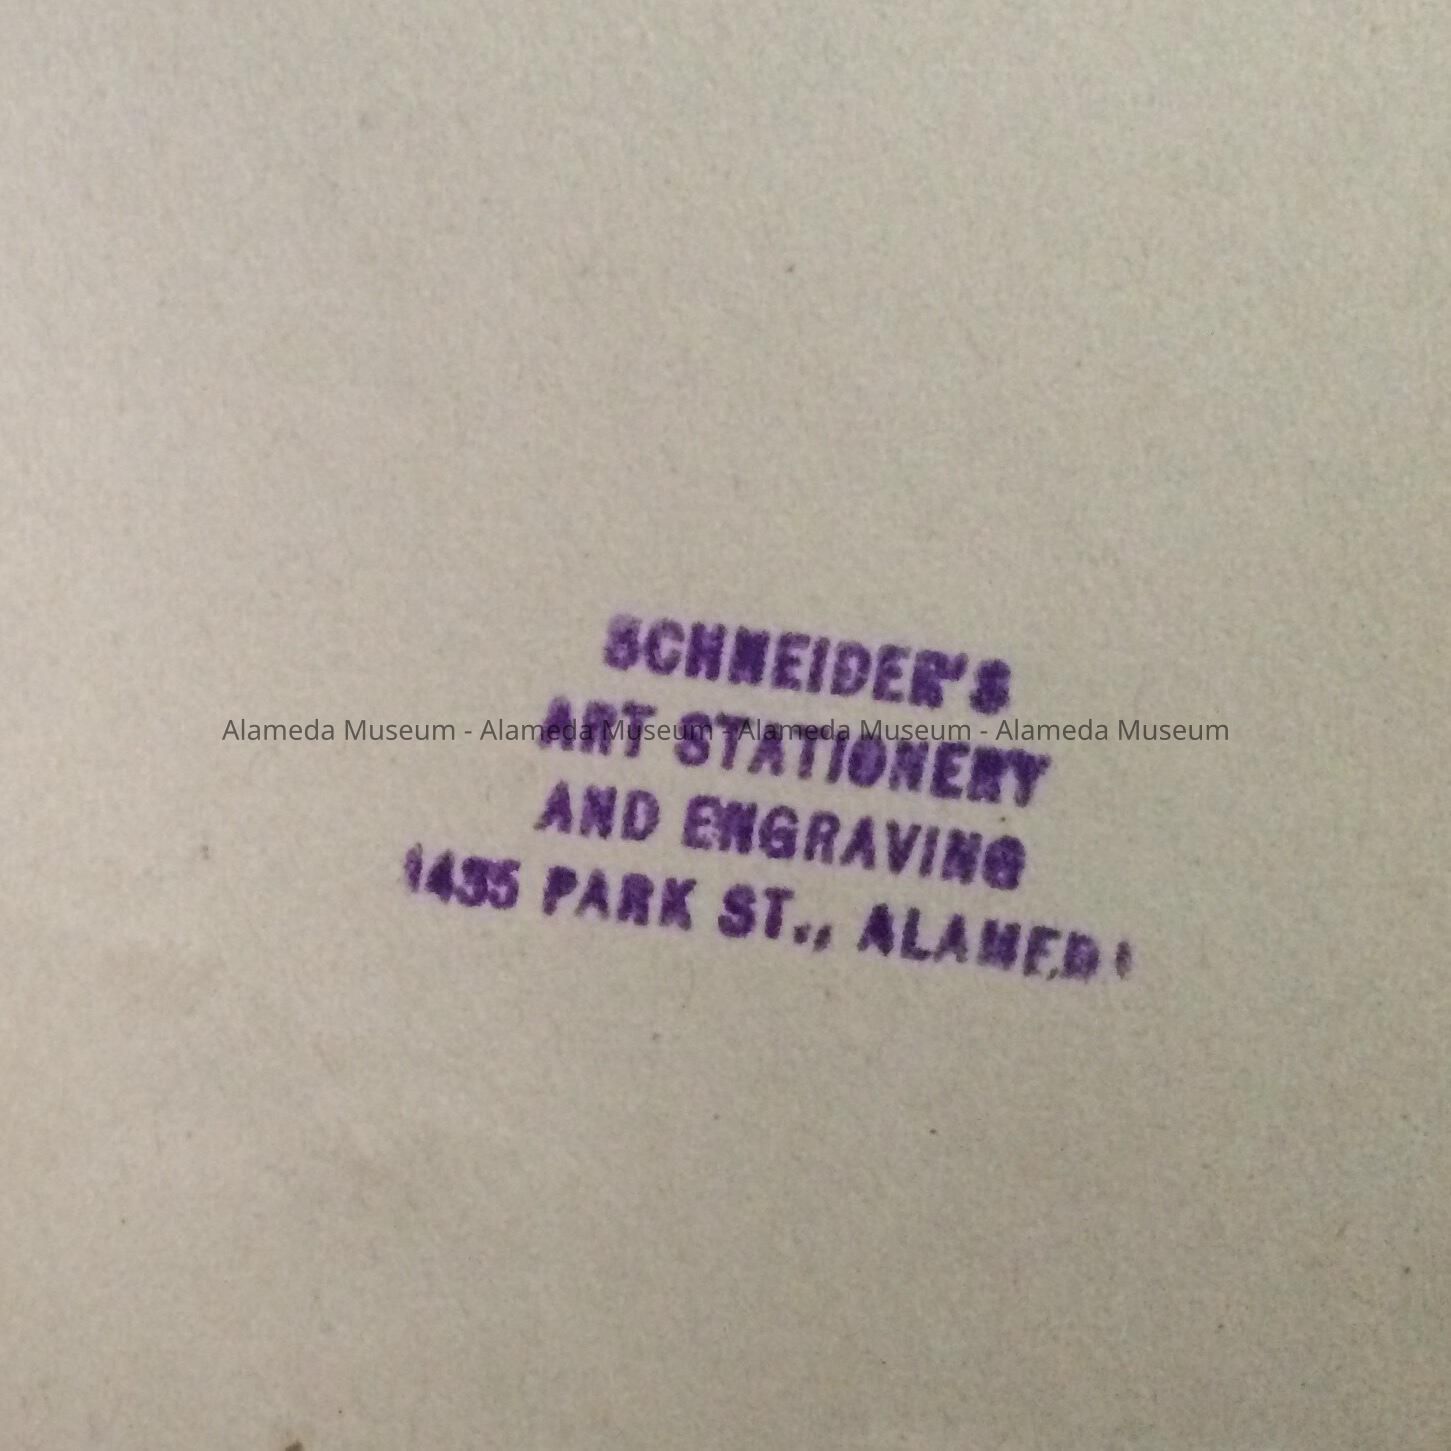 SCHNEIDER'S
Alameda Museum - Alameda Museum - Alameda Museum - Alameda Museum
ART STATIONERY
AND ENGRAVING
1435 PARK ST., ALAMEDA